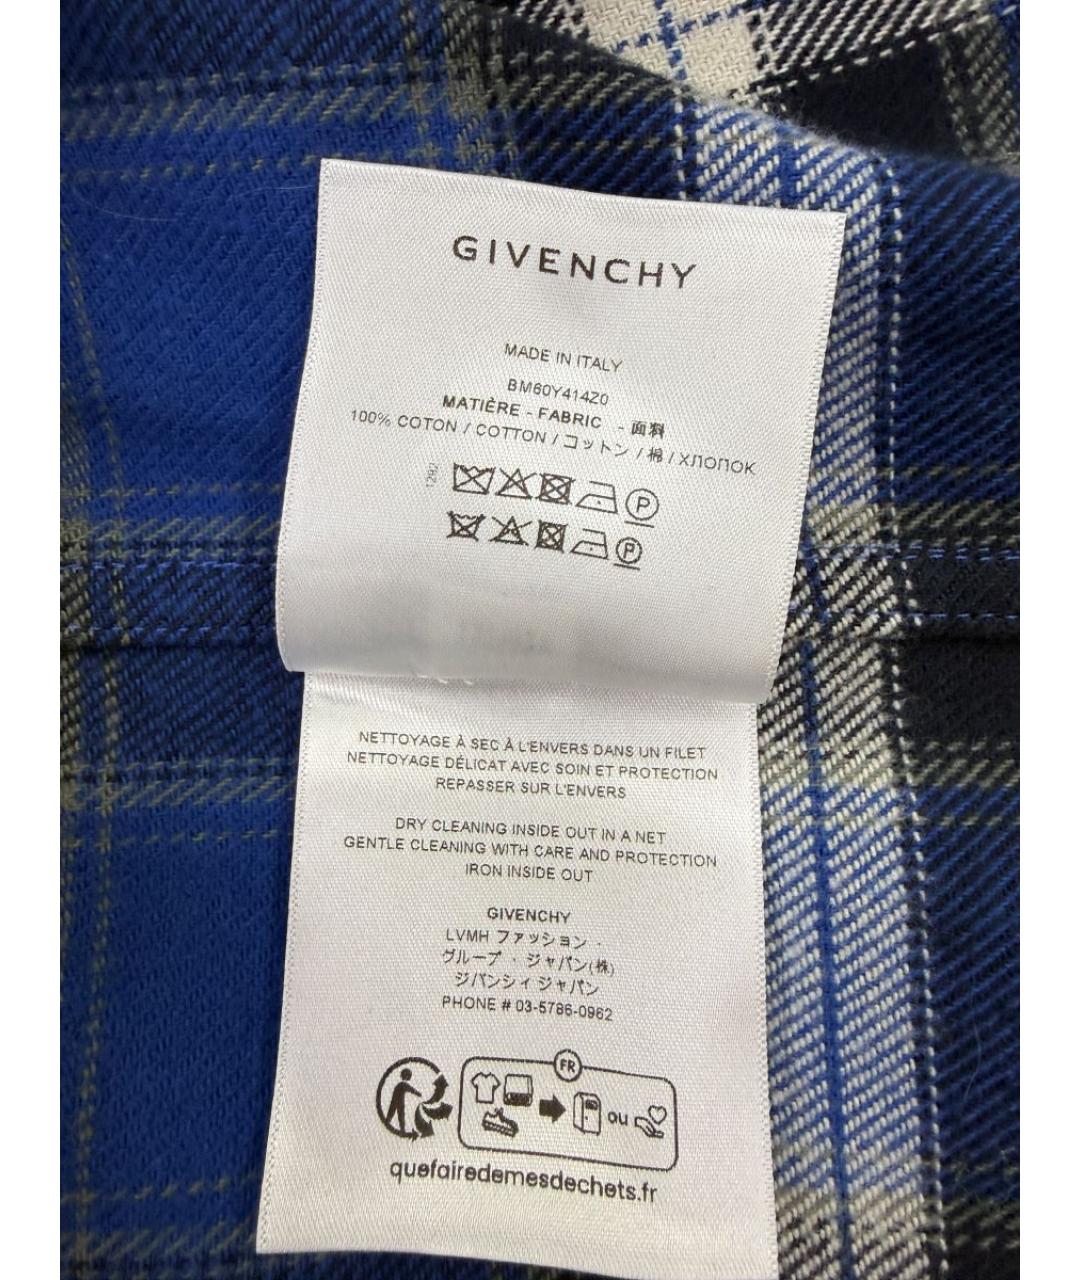 GIVENCHY
MADE IN ITALY
BM60Y414Z0
MATIÈRE - FABRIC - 面料
100% COTON / COTTON / コットン / 棉 / ХЛОПОК
1292
P
P
NETTOYAGE À SEC À L'ENVERS DANS UN FILET
NETTOYAGE DÉLICAT AVEC SOIN ET PROTECTION
REPASSER SUR L'ENVERS
DRY CLEANING INSIDE OUT IN A NET
GENTLE CLEANING WITH CARE AND PROTECTION
IRON INSIDE OUT
GIVENCHY
LVMH ファッション ·
グループ · ジャパン(株)
ジバンシィ ジャパン
PHONE # 03-5786-0962
FR
ou
quefairedemesdechets.fr